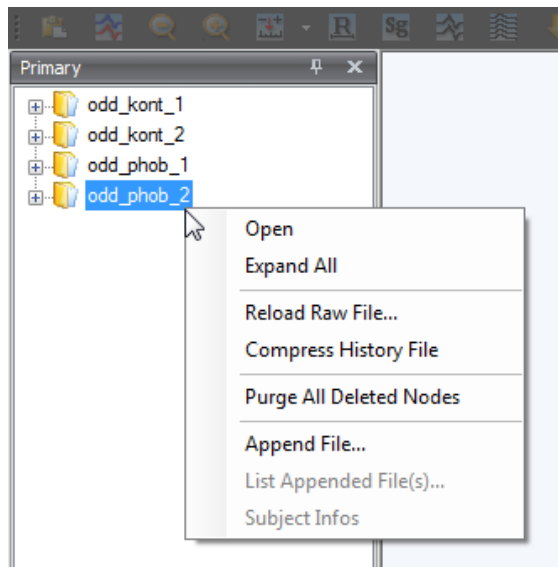 R Sg
Primary
odd_kont_1
odd_kont_2
odd_phob_1
odd_phob_2
Open
Expand All
Reload Raw File...
Compress History File
Purge All Deleted Nodes
Append File...
List Appended File(s)...
Subject Infos